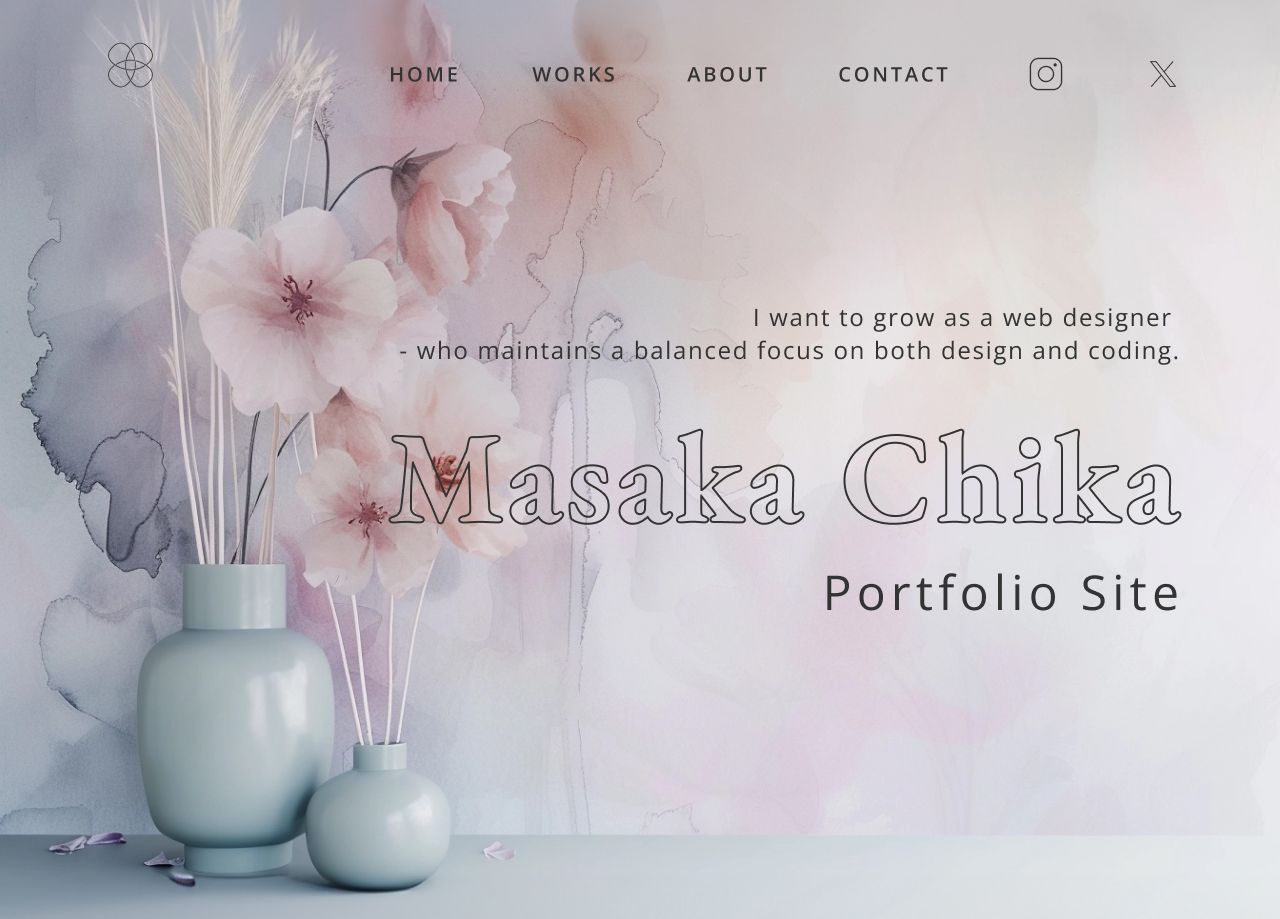 HOME WORKS ABOUT CONTACT
I want to grow as a web designer
- who maintains a balanced focus on both design and coding.
Masaka Chika
Portfolio Site